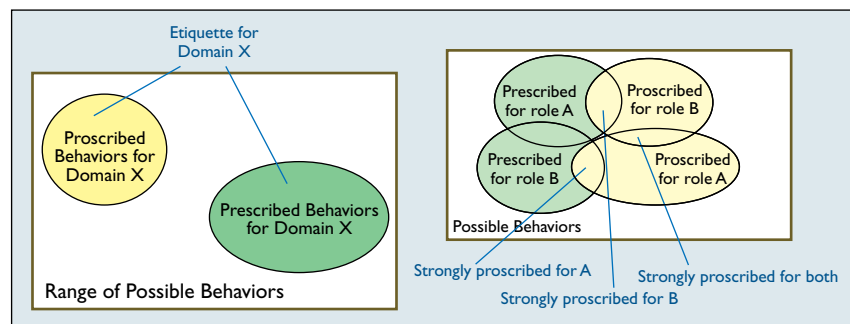 Etiquette for
Domain X
Proscribed
Behaviors for
Domain X
Prescribed Behaviors
for Domain X
Range of Possible Behaviors
Prescribed
for role A
Proscribed
for role B
Prescribed
for role B
Proscribed
for role A
Possible Behaviors
Strongly proscribed for A
Strongly proscribed for B
Strongly proscribed for both